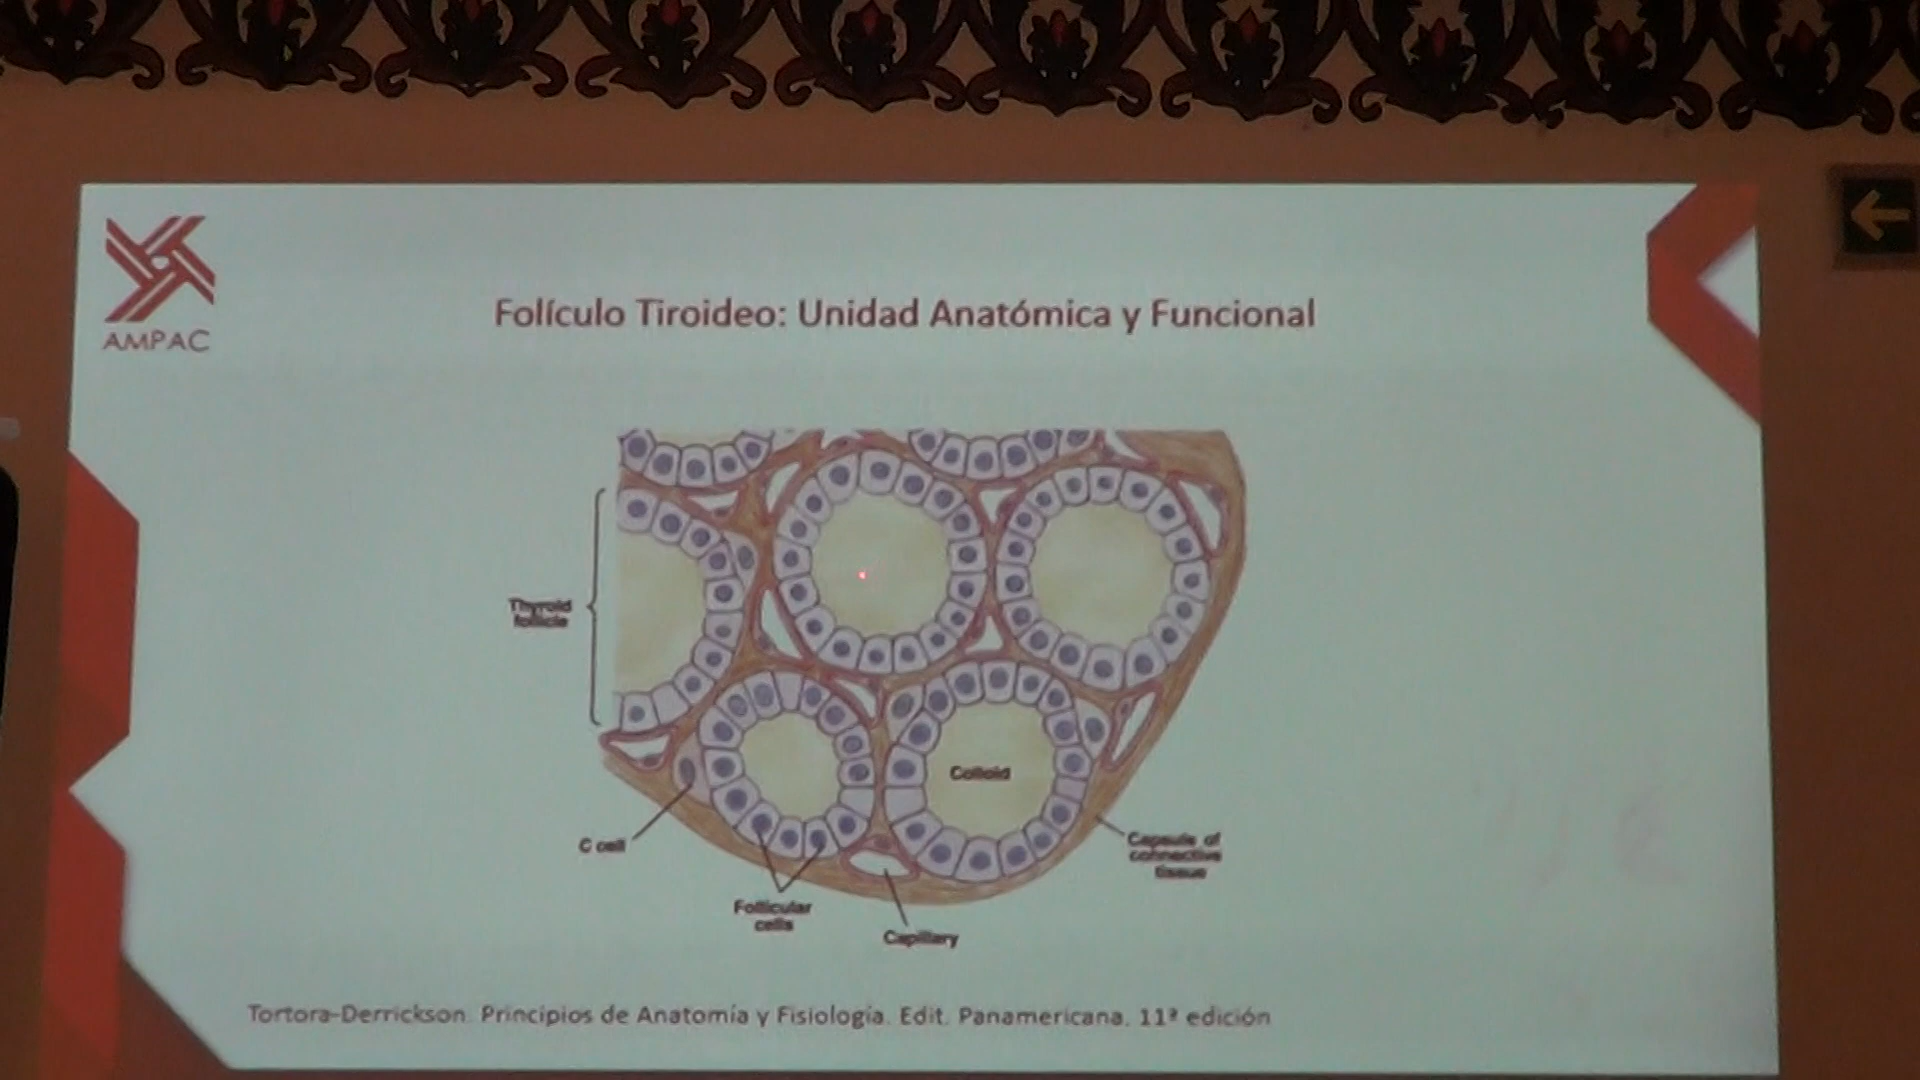 AMPAC
Folículo Tiroideo: Unidad Anatómica y Funcional
Thyroid
follicle
Colloid
C cell
Capsule of
connective
tissue
Follicular
cells
Capillary
Tortora-Derrickson. Principios de Anatomía y Fisiología. Edit. Panamericana. 11ª edición